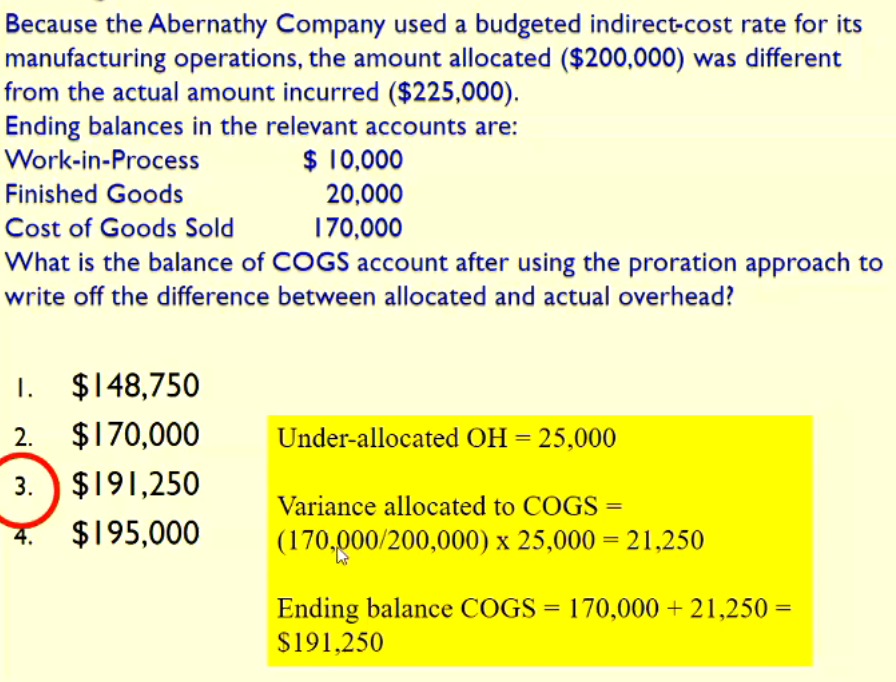 Because the Abernathy Company used a budgeted indirect-cost rate for its
manufacturing operations, the amount allocated ($200,000) was different
from the actual amount incurred ($225,000).
Ending balances in the relevant accounts are:
Work-in-Process $ 10,000
Finished Goods 20,000
Cost of Goods Sold 170,000
What is the balance of COGS account after using the proration approach to
write off the difference between allocated and actual overhead?
1. $148,750
2. $170,000
3. $191,250
4. $195,000
Under-allocated OH = 25,000
Variance allocated to COGS =
(170,000/200,000) x 25,000 = 21,250
Ending balance COGS = 170,000 + 21,250 =
$191,250